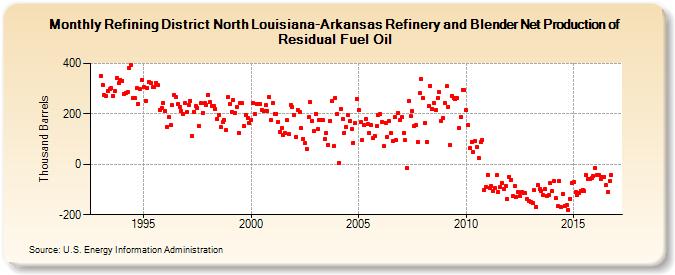 Monthly Refining District North Louisiana-Arkansas Refinery and Blender Net Production of
Residual Fuel Oil
Thousand Barrels
400
200
0
-200
1995
2000
2005
2010
2015
Source: U.S. Energy Information Administration